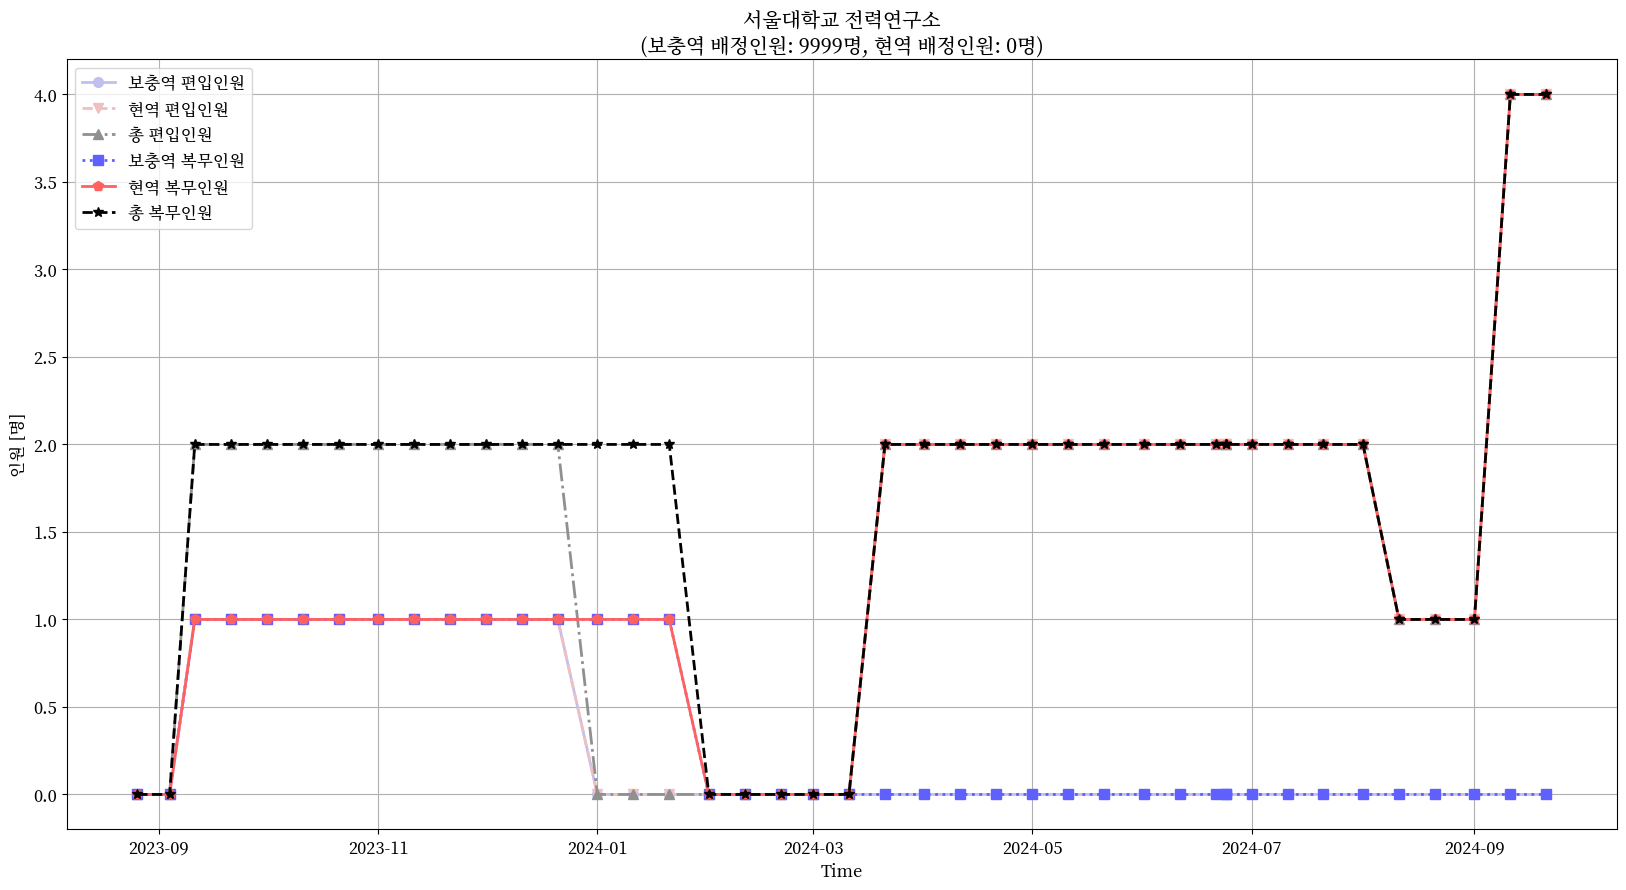 서울대학교 전력연구소
(보충역 배정인원: 9999명, 현역 배정인원: 0명)
보충역 편입인원
현역 편입인원
총 편입인원
보충역 복무인원
현역 복무인원
총 복무인원
4.0
3.5
3.0
2.5
2.0
1.5
1.0
0.5
0.0
인원 [명]
2023-09 2023-11 2024-01 2024-03 2024-05 2024-07 2024-09
Time